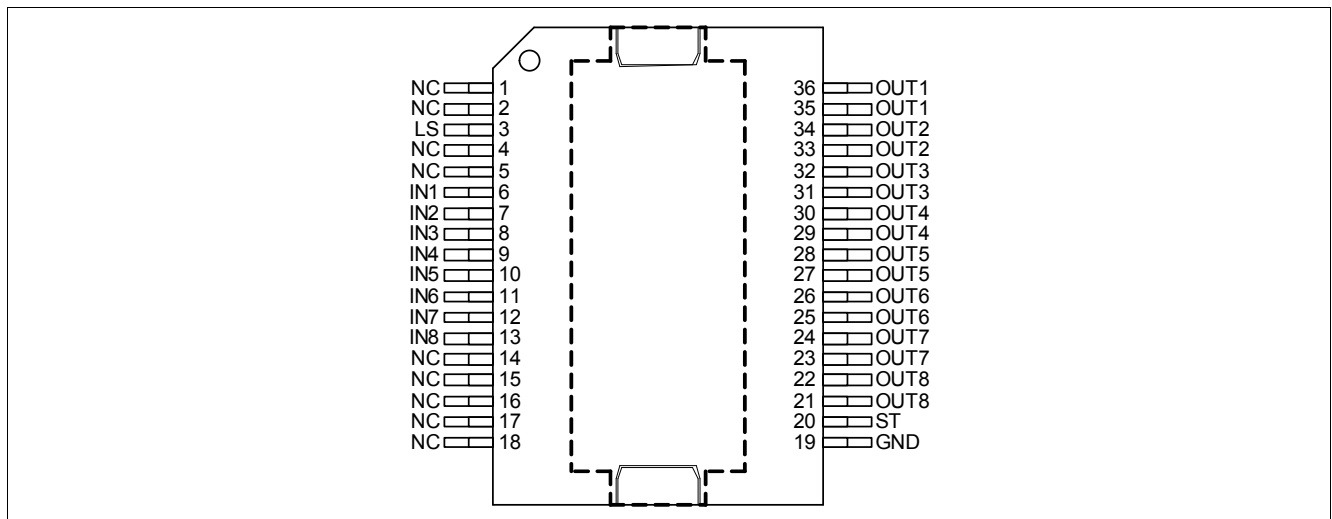 NC 1 36 OUT1
NC 2 35 OUT1
LS 3 34 OUT2
NC 4 33 OUT2
NC 5 32 OUT3
IN1 6 31 OUT3
IN2 7 30 OUT4
IN3 8 29 OUT4
IN4 9 28 OUT5
IN5 10 27 OUT5
IN6 11 26 OUT6
IN7 12 25 OUT6
IN8 13 24 OUT7
NC 14 23 OUT7
NC 15 22 OUT8
NC 16 21 OUT8
NC 17 20 ST
NC 18 19 GND